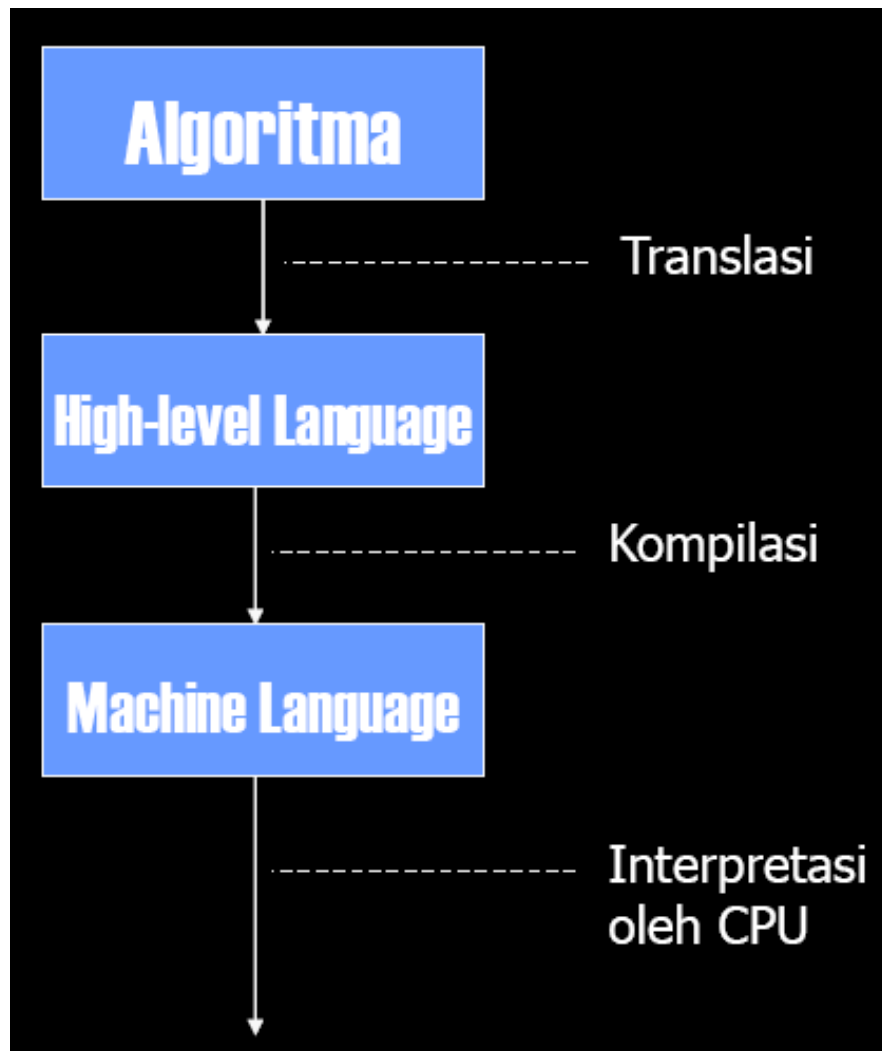 Algoritma
Translasi
High-level Language
Kompilasi
Machine Language
Interpretasi
oleh CPU